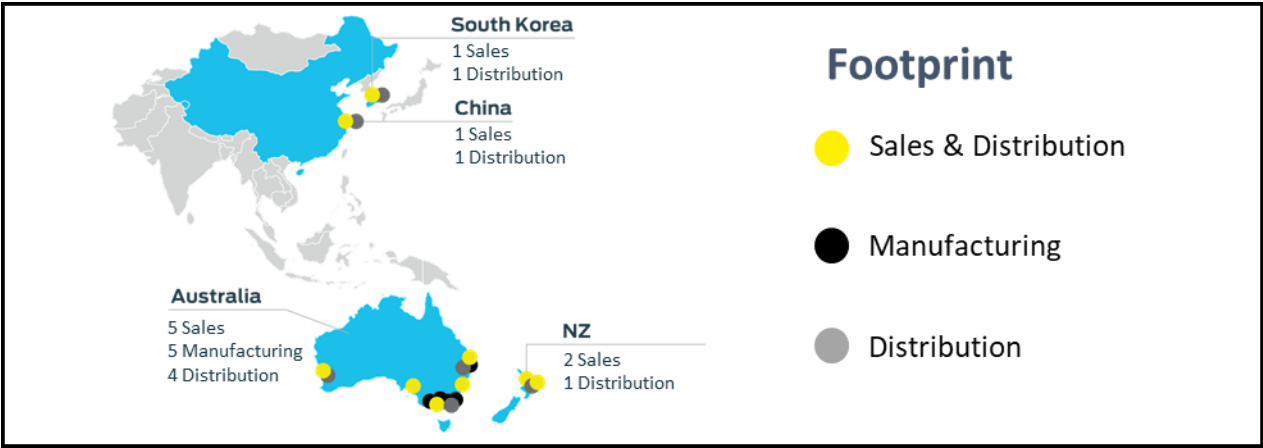 South Korea
1 Sales
1 Distribution
China
1 Sales
1 Distribution
Australia
5 Sales
5 Manufacturing
4 Distribution
NZ
2 Sales
1 Distribution
Footprint
Sales & Distribution
Manufacturing
Distribution